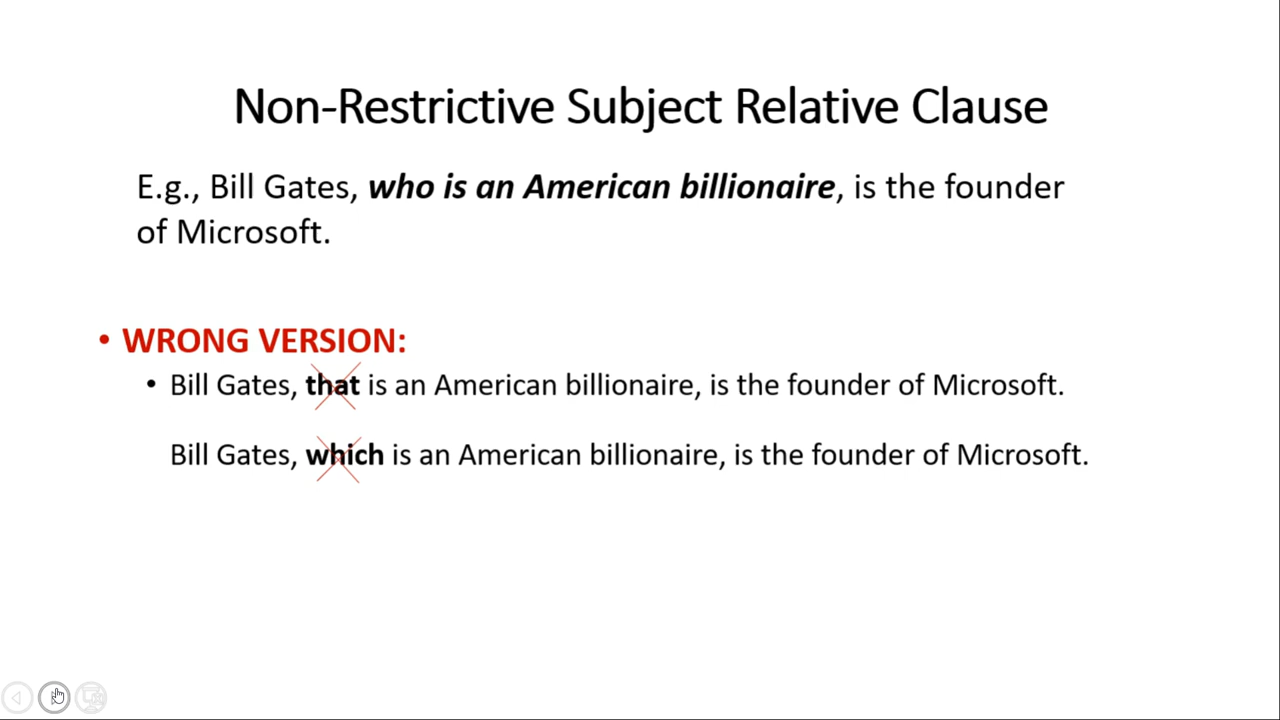 Non-Restrictive Subject Relative Clause
E.g., Bill Gates, who is an American billionaire, is the founder
of Microsoft.
• WRONG VERSION:
• Bill Gates, that is an American billionaire, is the founder of Microsoft.
Bill Gates, which is an American billionaire, is the founder of Microsoft.